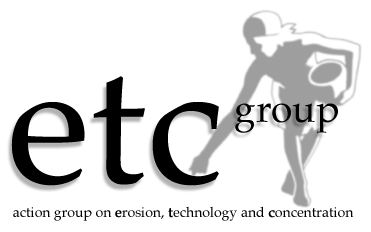 etc group
action group on erosion, technology and concentration